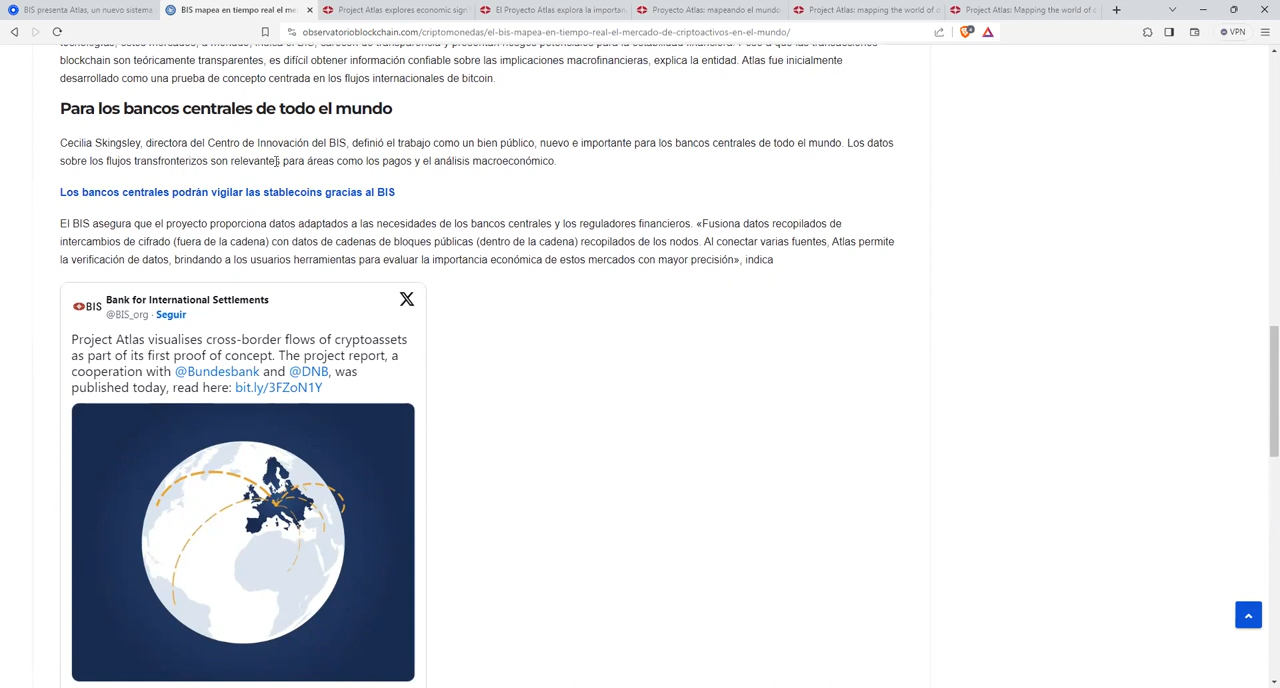 BIS presenta Atlas, un nuevo sistema
BIS mapea en tiempo real el me
Project Atlas explores economic sign
El Proyecto Atlas explora la importan
Proyecto Atlas: mapeando el mundo
Project Atlas: mapping the world of d
Project Atlas: Mapping the world of d
observatorioblockchain.com/criptomonedas/el-bis-mapea-en-tiempo-real-el-mercado-de-criptoactivos-en-el-mundo/
4
VPN
blockchain son teóricamente transparentes, es difícil obtener información confiable sobre las implicaciones macrofinancieras, explica la entidad. Atlas fue inicialmente
desarrollado como una prueba de concepto centrada en los flujos internacionales de bitcoin.
Para los bancos centrales de todo el mundo
Cecilia Skingsley, directora del Centro de Innovación del BIS, definió el trabajo como un bien público, nuevo e importante para los bancos centrales de todo el mundo. Los datos
sobre los flujos transfronterizos son relevantes para áreas como los pagos y el análisis macroeconómico.
Los bancos centrales podrán vigilar las stablecoins gracias al BIS
El BIS asegura que el proyecto proporciona datos adaptados a las necesidades de los bancos centrales y los reguladores financieros. «Fusiona datos recopilados de
intercambios de cifrado (fuera de la cadena) con datos de cadenas de bloques públicas (dentro de la cadena) recopilados de los nodos. Al conectar varias fuentes, Atlas permite
la verificación de datos, brindando a los usuarios herramientas para evaluar la importancia económica de estos mercados con mayor precisión», indica
BIS
Bank for International Settlements
@BIS_org · Seguir
Project Atlas visualises cross-border flows of cryptoassets
as part of its first proof of concept. The project report, a
cooperation with @Bundesbank and @DNB, was
published today, read here: bit.ly/3FZoN1Y